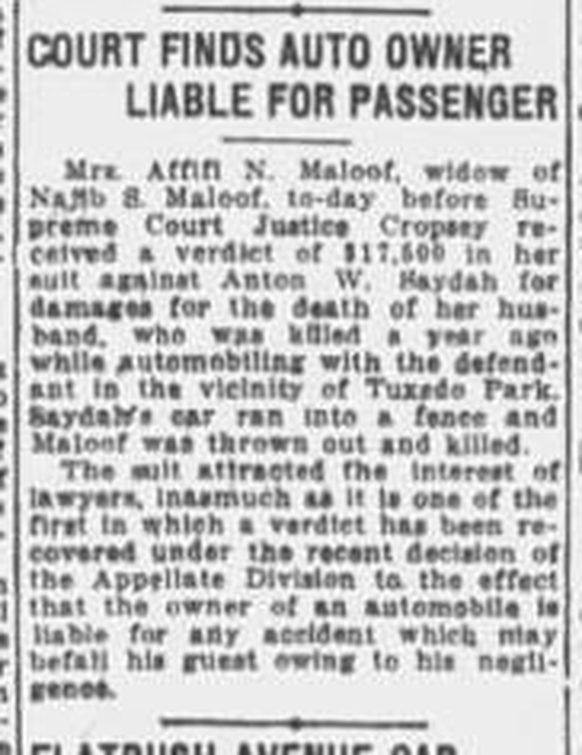 COURT FINDS AUTO OWNER
LIABLE FOR PASSENGER
Mrs. Affifi N. Maloof, widow of
Najib S. Maloof, to-day before Su-
preme Court Justice Cropsey re-
ceived a verdict of $17,500 in her
suit against Anton W. Saydah for
damages for the death of her hus-
band, who was killed a year ago
while automobiling with the defend-
ant in the vicinity of Tuxedo Park.
Saydah's car ran into a fence and
Maloof was thrown out and killed.
The suit attracted the interest of
lawyers, inasmuch as it is one of the
first in which a verdict has been re-
covered under the recent decision of
the Appellate Division to the effect
that the owner of an automobile is
liable for any accident which may
befall his guest owing to his negli-
gence.
FLATBUSH AVENUE CAR